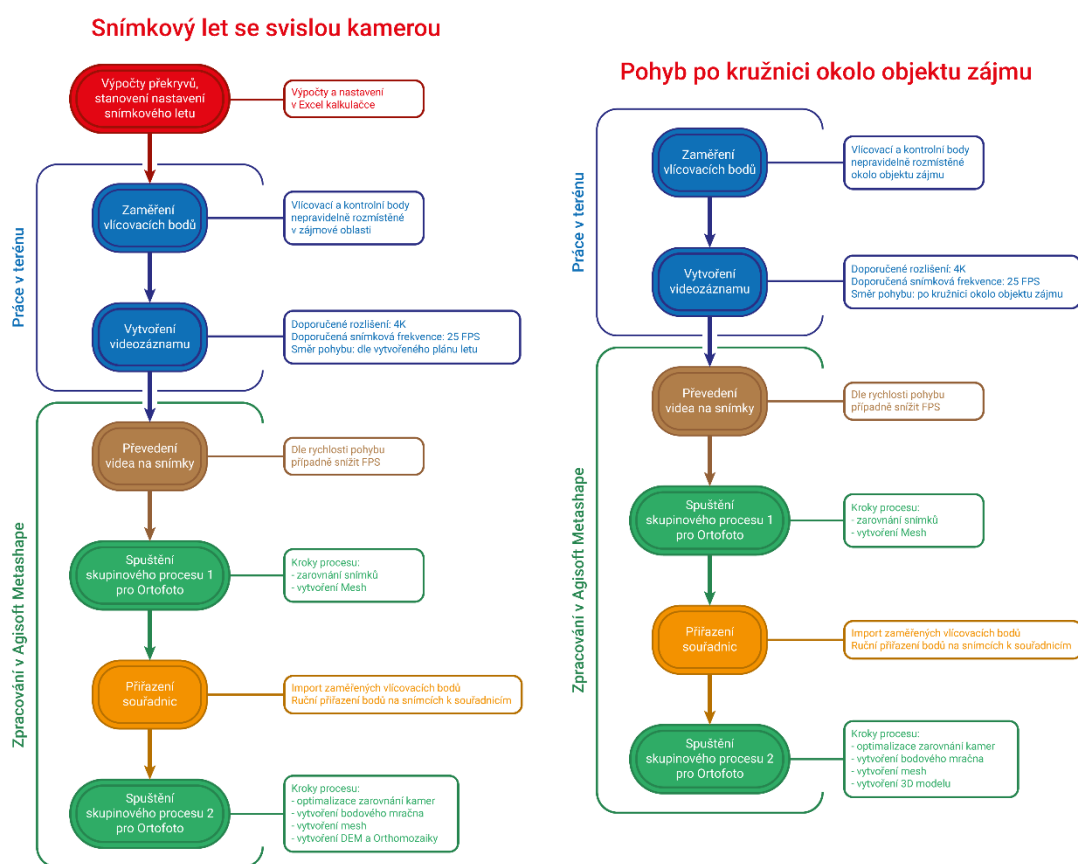 Snímkový let se svislou kamerou
Výpočty překryvů,
stanovení nastavení
snímkového letu
Výpočty a nastavení
v Excel kalkulačce
Práce v terénu
Zaměření
vlícovacích bodů
Vlícovací a kontrolní body
nepravidelně rozmístěné
v zájmové oblasti
Vytvoření
videozáznamu
Doporučené rozlišení: 4K
Doporučená snímková frekvence: 25 FPS
Směr pohybu: dle vytvořeného plánu letu
Zpracování v Agisoft Metashape
Převedení
videa na snímky
Dle rychlosti pohybu
případně snížit FPS
Spuštění
skupinového procesu 1
pro Ortofoto
Kroky procesu:
- zarovnání snímků
- vytvoření Mesh
Přiřazení
souřadnic
Import zaměřených vlícovacích bodů
Ruční přiřazení bodů na snímcích k souřadnicím
Spuštění
skupinového procesu 2
pro Ortofoto
Kroky procesu:
- optimalizace zarovnání kamer
- vytvoření bodového mračna
- vytvoření mesh
- vytvoření DEM a Orthomozaiky
Pohyb po kružnici okolo objektu zájmu
Práce v terénu
Zaměření
vlícovacích bodů
Vlícovací a kontrolní body
nepravidelně rozmístěné
okolo objektu zájmu
Vytvoření
videozáznamu
Doporučené rozlišení: 4K
Doporučená snímková frekvence: 25 FPS
Směr pohybu: po kružnici okolo objektu zájmu
Zpracování v Agisoft Metashape
Převedení
videa na snímky
Dle rychlosti pohybu
případně snížit FPS
Spuštění
skupinového procesu 1
pro Ortofoto
Kroky procesu:
- zarovnání snímků
- vytvoření Mesh
Přiřazení
souřadnic
Import zaměřených vlícovacích bodů
Ruční přiřazení bodů na snímcích k souřadnicím
Spuštění
skupinového procesu 2
pro Ortofoto
Kroky procesu:
- optimalizace zarovnání kamer
- vytvoření bodového mračna
- vytvoření mesh
- vytvoření 3D modelu